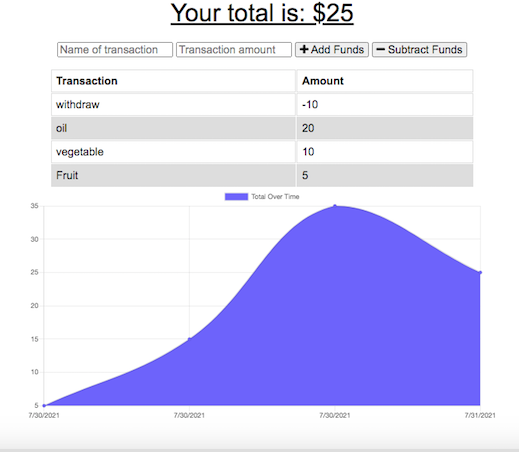 Your total is: $25
Name of transaction Transaction amount + Add Funds − Subtract Funds
Transaction Amount
withdraw -10
oil 20
vegetable 10
Fruit 5
Total Over Time
35
30
25
20
15
10
5
7/30/2021 7/30/2021 7/30/2021 7/31/2021